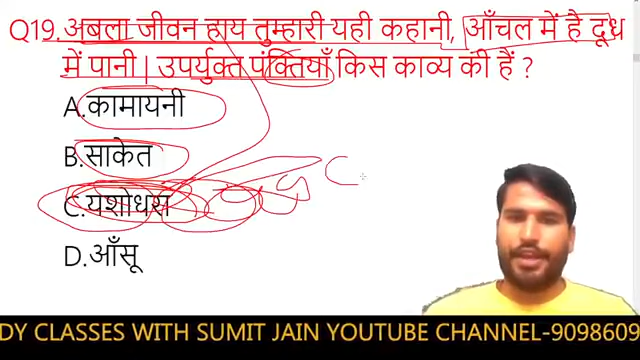 Q19. अबला जीवन हाय तुम्हारी यही कहानी, आँचल में है दूध
में पानी | उपर्युक्त पंक्तियाँ किस काव्य की हैं ?
A.कामायनी
B.साकेत
C.यशोधरा
D.आँसू
DY CLASSES WITH SUMIT JAIN YOUTUBE CHANNEL-9098609